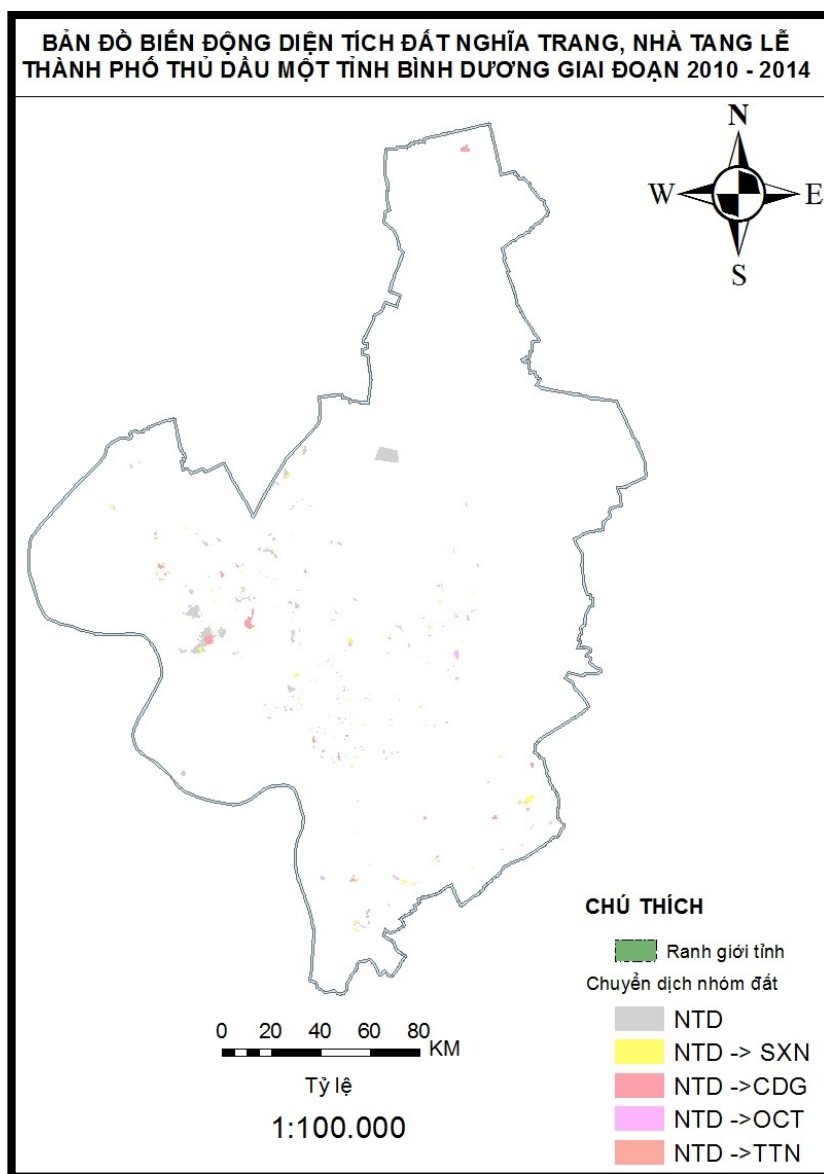 BẢN ĐỒ BIẾN ĐỘNG DIỆN TÍCH ĐẤT NGHĨA TRANG, NHÀ TANG LỄ
THÀNH PHỐ THỦ DẦU MỘT TỈNH BÌNH DƯƠNG GIAI ĐOẠN 2010 - 2014
N
W E
S
CHÚ THÍCH
Ranh giới tỉnh
Chuyển dịch nhóm đất
NTD
NTD -> SXN
NTD ->CDG
NTD ->OCT
NTD ->TTN
0 20 40 60 80
KM
Tỷ lệ
1:100.000